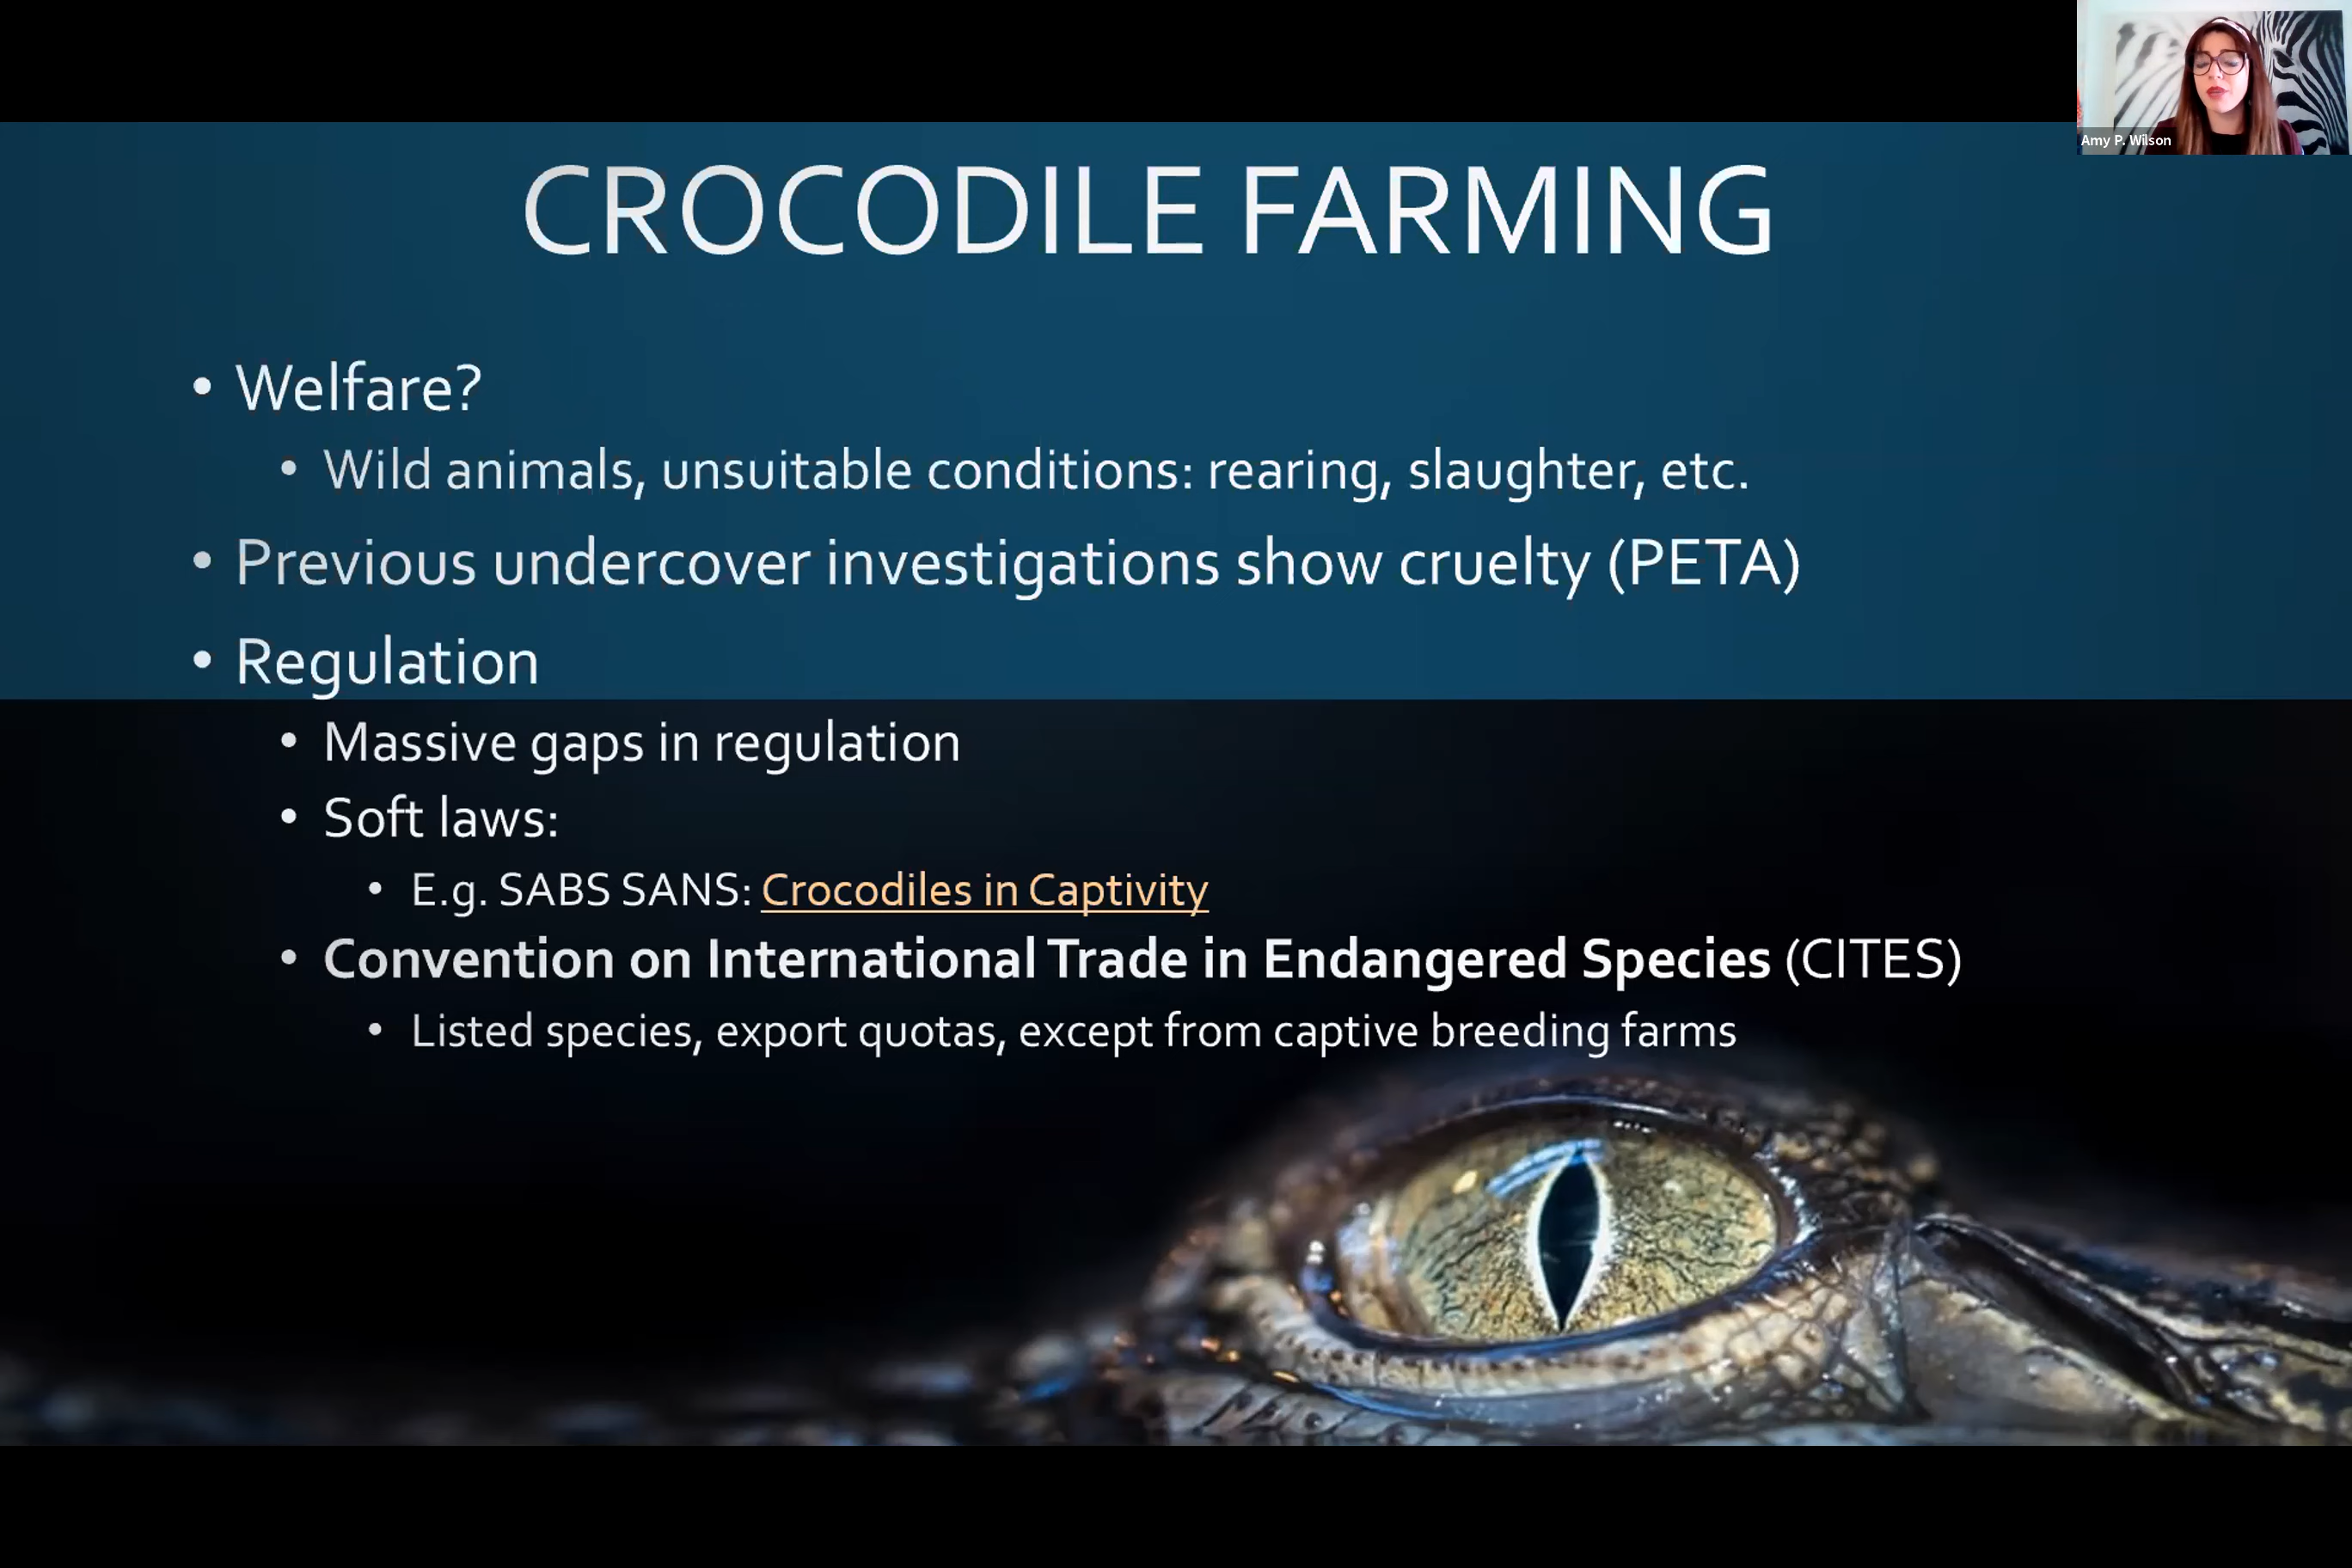 Amy P. Wilson
CROCODILE FARMING
• Welfare?
• Wild animals, unsuitable conditions: rearing, slaughter, etc.
• Previous undercover investigations show cruelty (PETA)
• Regulation
• Massive gaps in regulation
• Soft laws:
• E.g. SABS SANS: Crocodiles in Captivity
• Convention on International Trade in Endangered Species (CITES)
• Listed species, export quotas, except from captive breeding farms